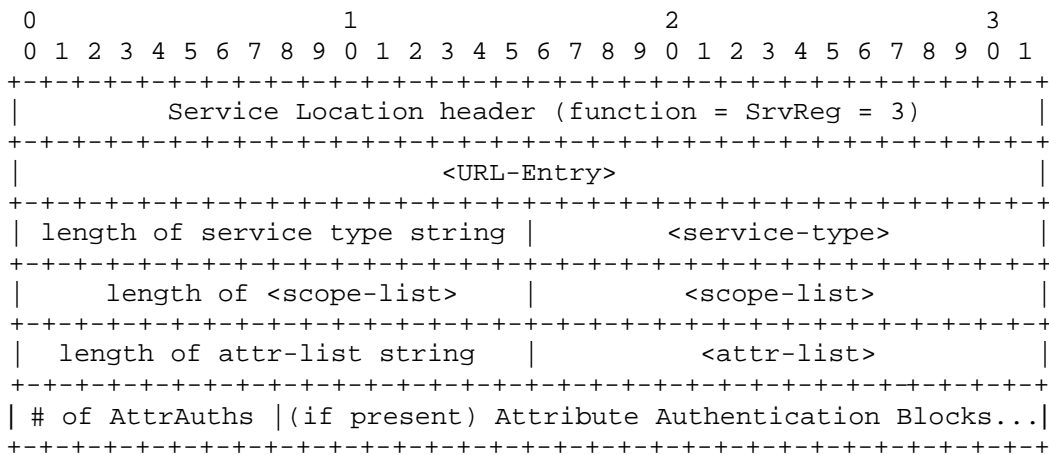 0                   1                   2                   3
 0 1 2 3 4 5 6 7 8 9 0 1 2 3 4 5 6 7 8 9 0 1 2 3 4 5 6 7 8 9 0 1
+-+-+-+-+-+-+-+-+-+-+-+-+-+-+-+-+-+-+-+-+-+-+-+-+-+-+-+-+-+-+-+-+
|         Service Location header (function = SrvReg = 3)       |
+-+-+-+-+-+-+-+-+-+-+-+-+-+-+-+-+-+-+-+-+-+-+-+-+-+-+-+-+-+-+-+-+
|                          <URL-Entry>                          |
+-+-+-+-+-+-+-+-+-+-+-+-+-+-+-+-+-+-+-+-+-+-+-+-+-+-+-+-+-+-+-+-+
| length of service type string |        <service-type>         |
+-+-+-+-+-+-+-+-+-+-+-+-+-+-+-+-+-+-+-+-+-+-+-+-+-+-+-+-+-+-+-+-+
|     length of <scope-list>    |         <scope-list>          |
+-+-+-+-+-+-+-+-+-+-+-+-+-+-+-+-+-+-+-+-+-+-+-+-+-+-+-+-+-+-+-+-+
|  length of attr-list string   |          <attr-list>          |
+-+-+-+-+-+-+-+-+-+-+-+-+-+-+-+-+-+-+-+-+-+-+-+-+-+-+-+-+-+-+-+-+
| # of AttrAuths |(if present) Attribute Authentication Blocks...|
+-+-+-+-+-+-+-+-+-+-+-+-+-+-+-+-+-+-+-+-+-+-+-+-+-+-+-+-+-+-+-+-+